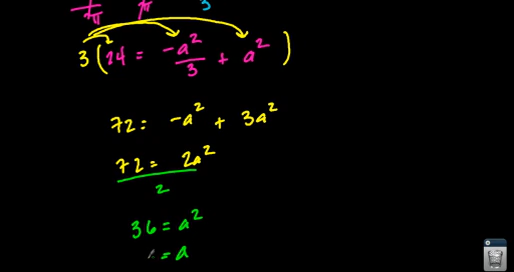 π π 3
3 ( 24 = -a²/3 + a² )
72 = -a² + 3a²
72 = 2a²
2
36 = a²
= a